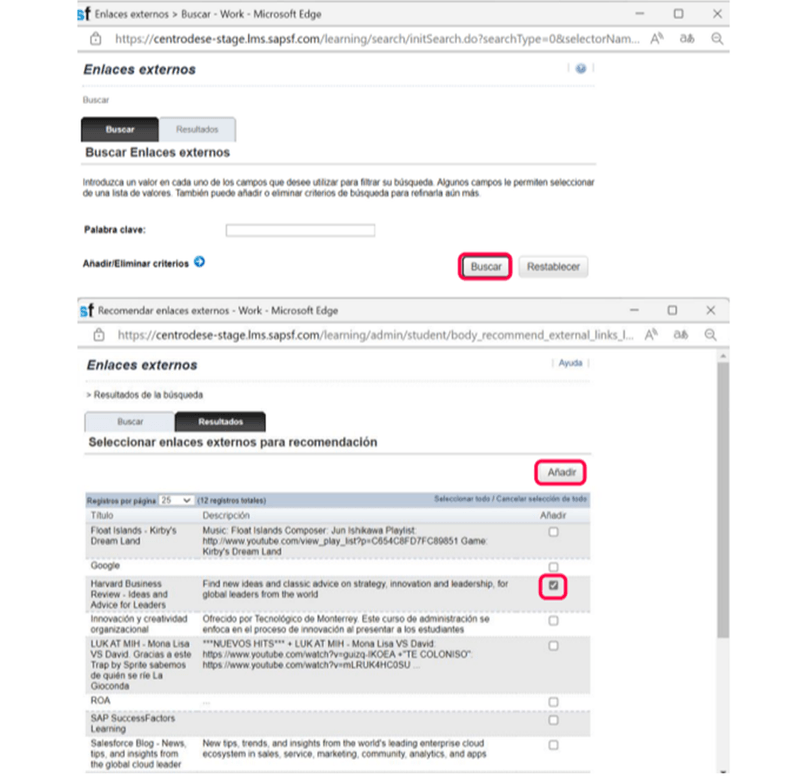 sf Enlaces externos > Buscar - Work - Microsoft Edge
https://centrodese-stage.lms.sapsf.com/learning/search/initSearch.do?searchType=0&selectorNam...
Enlaces externos
Buscar
Buscar Resultados
Buscar Enlaces externos
Introduzca un valor en cada uno de los campos que desee utilizar para filtrar su búsqueda. Algunos campos le permiten seleccionar
de una lista de valores. También puede añadir o eliminar criterios de búsqueda para refinarla aún más.
Palabra clave:
Añadir/Eliminar criterios
Buscar Restablecer
sf Recomendar enlaces externos - Work - Microsoft Edge
https://centrodese-stage.lms.sapsf.com/learning/admin/student/body_recommend_external_links_l...
Enlaces externos Ayuda
> Resultados de la búsqueda
Buscar Resultados
Seleccionar enlaces externos para recomendación
Añadir
Registros por página 25 (12 registros totales) Seleccionar todo / Cancelar selección de todo
Título Descripción Añadir
Float Islands - Kirby's Music: Float Islands Composer: Jun Ishikawa Playlist:
Dream Land http://www.youtube.com/view_play_list?p=C654C8FD7FC89851 Game:
Kirby's Dream Land
Google
Harvard Business Find new ideas and classic advice on strategy, innovation and leadership, for
Review - Ideas and global leaders from the world
Advice for Leaders
Innovación y creatividad Ofrecido por Tecnológico de Monterrey. Este curso de administración se
organizacional enfoca en el proceso de innovación al presentar a los estudiantes
LUK AT MIH - Mona Lisa ***NUEVOS HITS*** + LUK AT MIH - Mona Lisa VS David:
VS David. Gracias a este https://www.youtube.com/watch?v=guizq-IKOEA +"TE COLONISO":
Trap by Sprite sabemos https://www.youtube.com/watch?v=mLRUK4HC0SU ...
de quién se ríe La
Gioconda
ROA ...
SAP SuccessFactors
Learning
Salesforce Blog - News, New tips, trends, and insights from the world's leading enterprise cloud
tips, and insights from ecosystem in sales, service, marketing, community, analytics, and apps
the global cloud leader